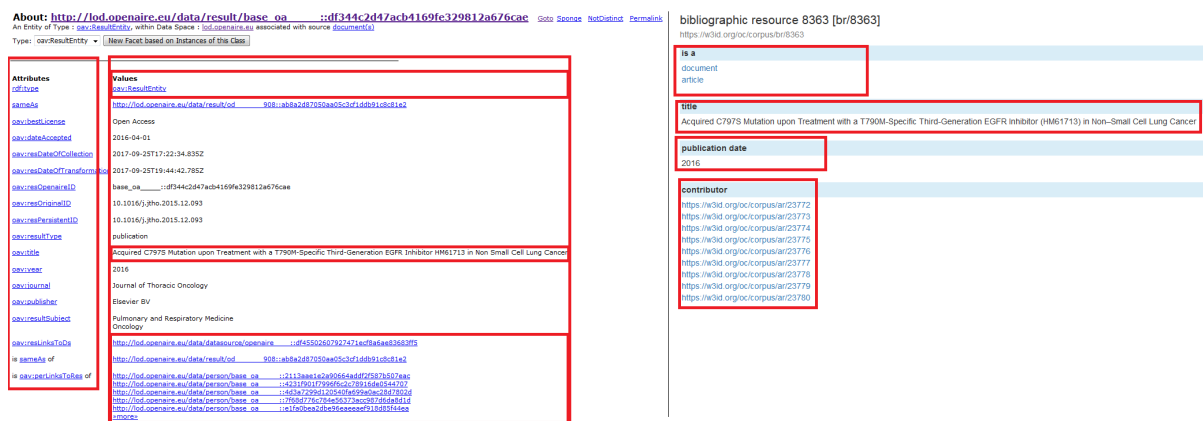 About: http://lod.openaire.eu/data/result/base_oa_____::df344c2d47acb4169fe329812a676cae Goto Sponge NotDistinct Permalink
An Entity of Type : oav:ResultEntity, within Data Space : lod.openaire.eu associated with source document(s)
Type: oav:ResultEntity New Facet based on Instances of this Class
Attributes Values
rdf:type oav:ResultEntity
sameAs http://lod.openaire.eu/data/result/od______908::ab8a2d87050aa05c3cf1ddb91c8c81e2
oav:bestLicense Open Access
oav:dateAccepted 2016-04-01
oav:resDateOfCollection 2017-09-25T17:22:34.835Z
oav:resDateOfTransformation 2017-09-25T19:44:42.785Z
oav:resOpenaireID base_oa_____::df344c2d47acb4169fe329812a676cae
oav:resOriginalID 10.1016/j.jtho.2015.12.093
oav:resPersistentID 10.1016/j.jtho.2015.12.093
oav:resultType publication
oav:title Acquired C797S Mutation upon Treatment with a T790M-Specific Third-Generation EGFR Inhibitor HM61713 in Non Small Cell Lung Cancer
oav:year 2016
oav:journal Journal of Thoracic Oncology
oav:publisher Elsevier BV
oav:resultSubject Pulmonary and Respiratory Medicine
Oncology
oav:resLinksToDs http://lod.openaire.eu/data/datasource/openaire____::df45502607927471ecf8a6ae83683ff5
is sameAs of http://lod.openaire.eu/data/result/od______908::ab8a2d87050aa05c3cf1ddb91c8c81e2
is oav:perLinksToRes of http://lod.openaire.eu/data/person/base_oa_____::2113aae1e2a90664addf2f587b507eac
http://lod.openaire.eu/data/person/base_oa_____::4231f901f7996f6c2c78916de0544707
http://lod.openaire.eu/data/person/base_oa_____::4d3a7299d120540fa699a0ac28d7802d
http://lod.openaire.eu/data/person/base_oa_____::7f68d776c784e56373acc987d6da8d1d
http://lod.openaire.eu/data/person/base_oa_____::e1fa0bea2dbe96eaeeaef918d85f44ea
»more»
bibliographic resource 8363 [br/8363]
https://w3id.org/oc/corpus/br/8363
is a
document
article
title
Acquired C797S Mutation upon Treatment with a T790M-Specific Third-Generation EGFR Inhibitor (HM61713) in Non–Small Cell Lung Cancer
publication date
2016
contributor
https://w3id.org/oc/corpus/ar/23772
https://w3id.org/oc/corpus/ar/23773
https://w3id.org/oc/corpus/ar/23774
https://w3id.org/oc/corpus/ar/23775
https://w3id.org/oc/corpus/ar/23776
https://w3id.org/oc/corpus/ar/23777
https://w3id.org/oc/corpus/ar/23778
https://w3id.org/oc/corpus/ar/23779
https://w3id.org/oc/corpus/ar/23780